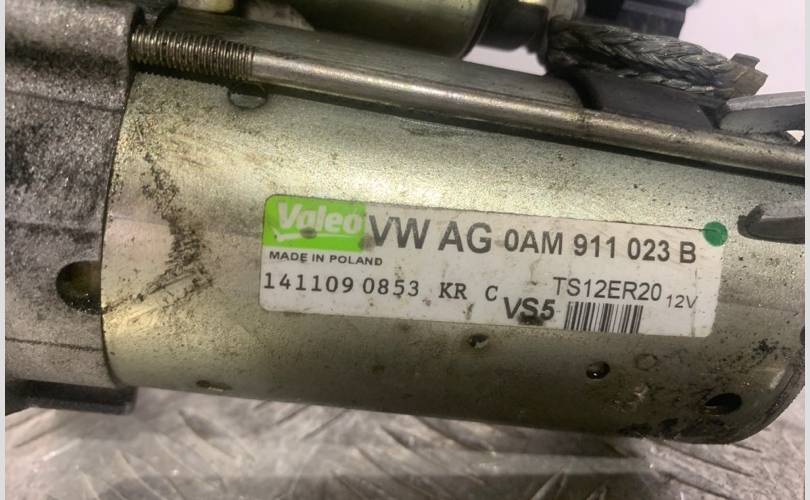 Valeo VW AG 0AM 911 023 B
MADE IN POLAND
141109 0853 KR C TS12ER20 12V
VS5